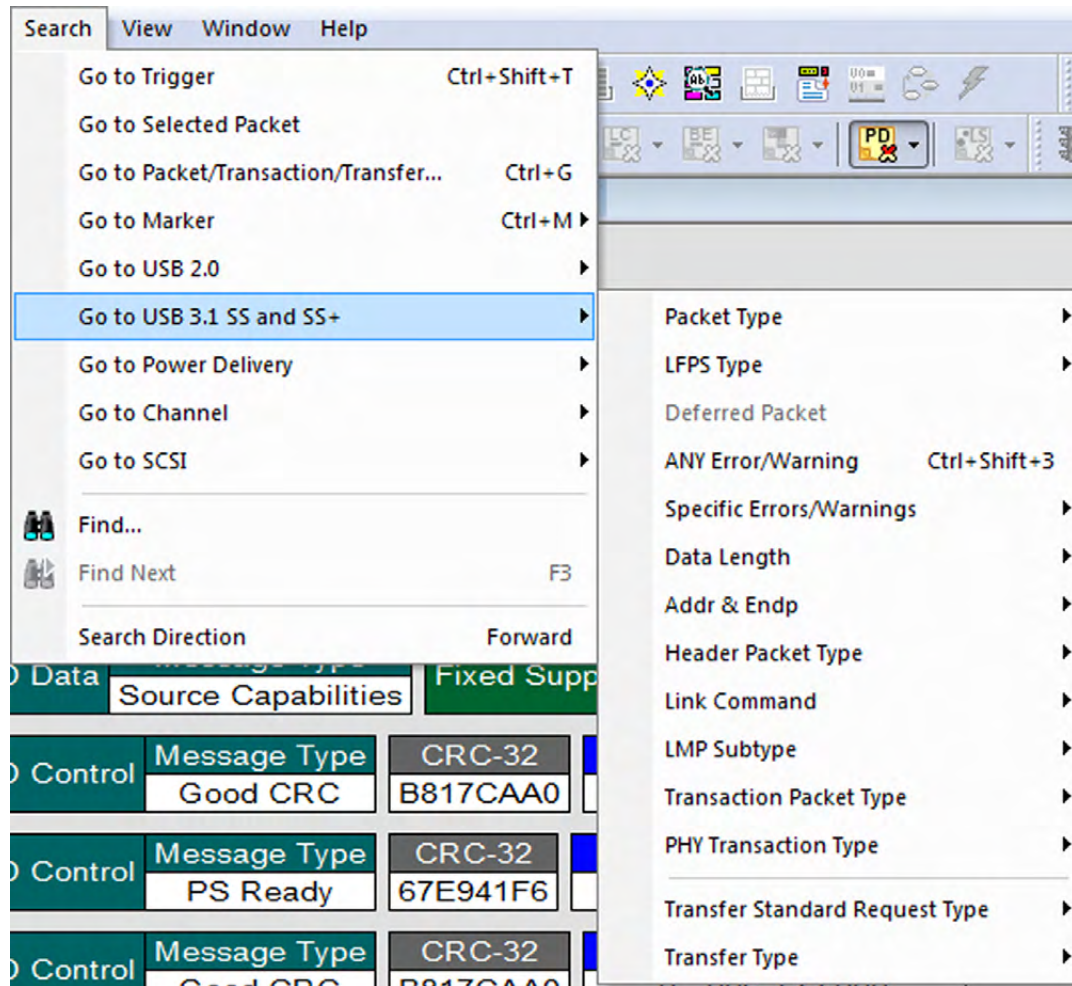 Search View Window Help
Go to Trigger Ctrl+Shift+T
Go to Selected Packet
Go to Packet/Transaction/Transfer... Ctrl+G
Go to Marker Ctrl+M
Go to USB 2.0
Go to USB 3.1 SS and SS+
Go to Power Delivery
Go to Channel
Go to SCSI
Find...
Find Next F3
Search Direction Forward
PD
LS
Packet Type
LFPS Type
Deferred Packet
ANY Error/Warning Ctrl+Shift+3
Specific Errors/Warnings
Data Length
Addr & Endp
Header Packet Type
Link Command
LMP Subtype
Transaction Packet Type
PHY Transaction Type
Transfer Standard Request Type
Transfer Type
Data Message Type Fixed Supp
Source Capabilities
Control Message Type CRC-32
Good CRC B817CAA0
Control Message Type CRC-32
PS Ready 67E941F6
Control Message Type CRC-32
Good CRC B817CAA0